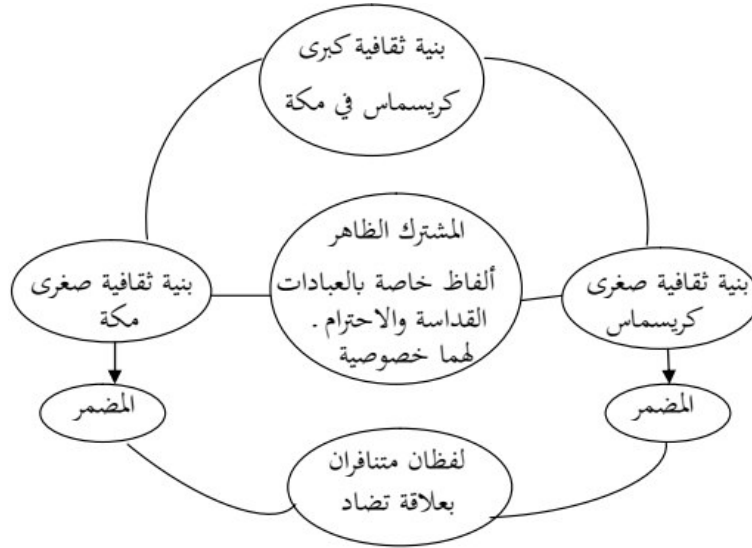 بنية ثقافية كبرى
كريسماس في مكة
المشترك الظاهر
ألفاظ خاصة بالعبادات
القداسة والاحترام .
لهما خصوصية
بنية ثقافية صغرى
كريسماس
بنية ثقافية صغرى
مكة
المضمر
المضمر
لفظان متنافران
بعلاقة تضاد